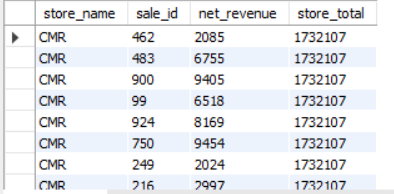 store_name sale_id net_revenue store_total
CMR 462 2085 1732107
CMR 483 6755 1732107
CMR 900 9405 1732107
CMR 99 6518 1732107
CMR 924 8169 1732107
CMR 750 9454 1732107
CMR 249 2024 1732107
CMR 216 2997 1732107